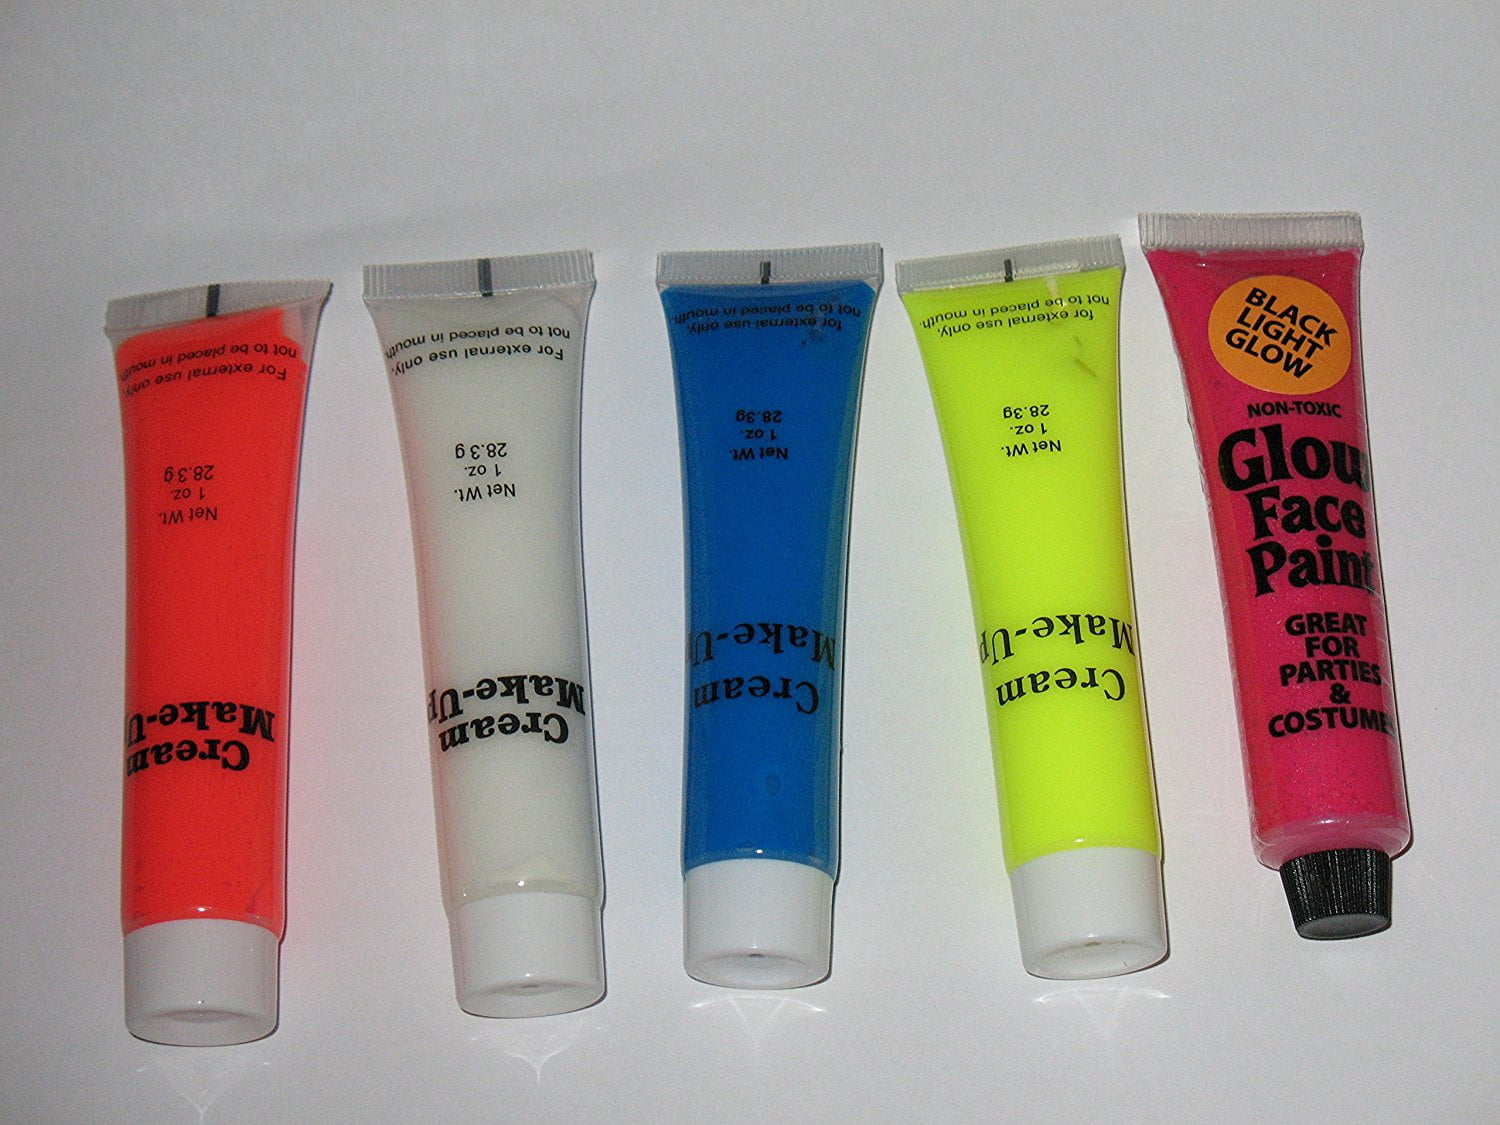 Cream
Make-U
Net Wt.
1 oz.
28.3 g
For external use only.
not to be placed in mouth
Cream
Make-Up
Net Wt.
1 oz.
28.3 g
For external use only.
not to be placed in mouth
Cream
Make-Up
Net Wt.
1 oz.
28.3g
for external use only,
not to be placed in mouth
Cream
Make-Up
Net Wt.
1 oz.
28.3g
for external use only,
not to be placed in mouth.
BLACK
LIGHT
GLOW
NON-TOXIC
Glow
Face
Paint
GREAT
FOR
PARTIES
&
COSTUMES